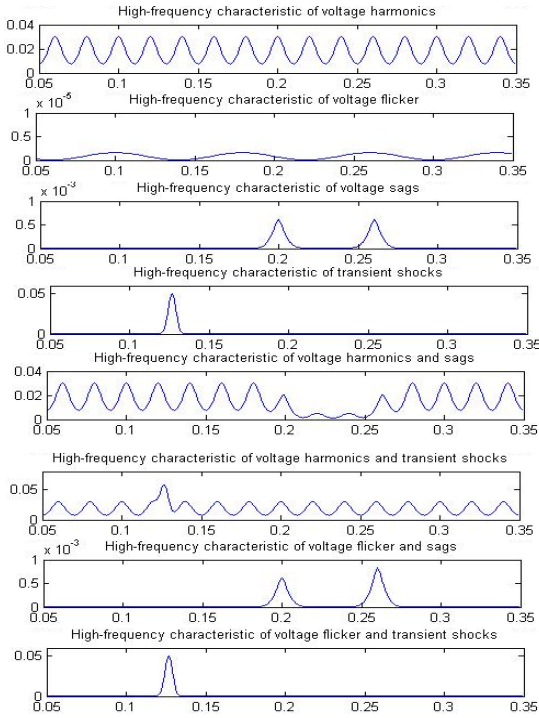 High-frequency characteristic of voltage harmonics
0.04
0.02
0
0.05 0.1 0.15 0.2 0.25 0.3 0.35
x 10⁻⁵ High-frequency characteristic of voltage flicker
1
0.5
0
0.1 0.15 0.2 0.25 0.3 0.35
x 10⁻³ High-frequency characteristic of voltage sags
1
0.5
0
0.05 0.1 0.15 0.2 0.25 0.3 0.35
High-frequency characteristic of transient shocks
0.05
0
0.05 0.1 0.15 0.2 0.25 0.3 0.35
High-frequency characteristic of voltage harmonics and sags
0.04
0.02
0
0.05 0.1 0.15 0.2 0.25 0.3 0.35
High-frequency characteristic of voltage harmonics and transient shocks
0.05
0
0.05 0.1 0.15 0.2 0.25 0.3 0.35
x 10⁻³ High-frequency characteristic of voltage flicker and sags
1
0.5
0
0.05 0.1 0.15 0.2 0.25 0.3 0.35
High-frequency characteristic of voltage flicker and transient shocks
0.05
0
0.05 0.1 0.15 0.2 0.25 0.3 0.35